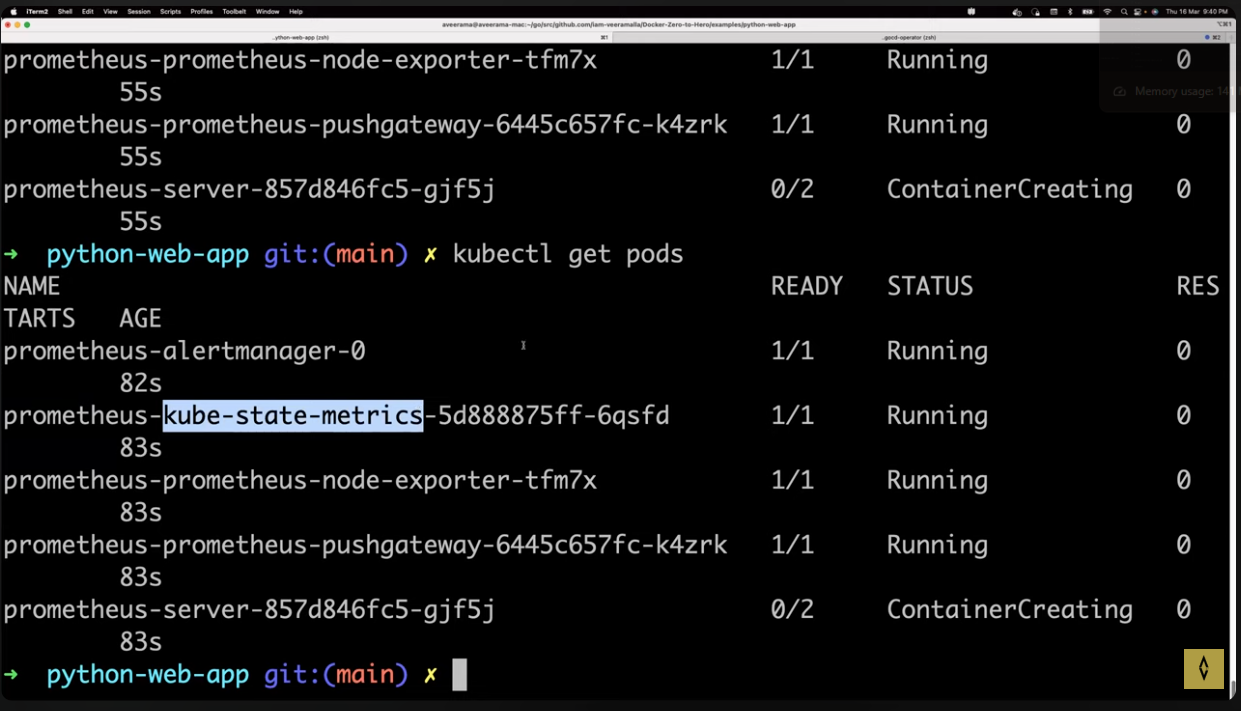 iTerm2 Shell Edit View Session Scripts Profiles Toolbelt Window Help Thu 16 Mar 9:40 PM
aveerama@aveerama-mac:~/go/src/github.com/iam-veeramalla/Docker-Zero-to-Hero/examples/python-web-app ⌥⌘1
..ython-web-app (zsh) ⌘1 ..gocd-operator (zsh) ⌘2
prometheus-prometheus-node-exporter-tfm7x 1/1 Running 0
Memory usage: 14
55s
prometheus-prometheus-pushgateway-6445c657fc-k4zrk 1/1 Running 0
55s
prometheus-server-857d846fc5-gjf5j 0/2 ContainerCreating 0
55s
→ python-web-app git:(main) ✗ kubectl get pods
NAME READY STATUS RES
TARTS AGE
prometheus-alertmanager-0 1/1 Running 0
82s
prometheus-kube-state-metrics-5d888875ff-6qsfd 1/1 Running 0
83s
prometheus-prometheus-node-exporter-tfm7x 1/1 Running 0
83s
prometheus-prometheus-pushgateway-6445c657fc-k4zrk 1/1 Running 0
83s
prometheus-server-857d846fc5-gjf5j 0/2 ContainerCreating 0
83s
→ python-web-app git:(main) ✗